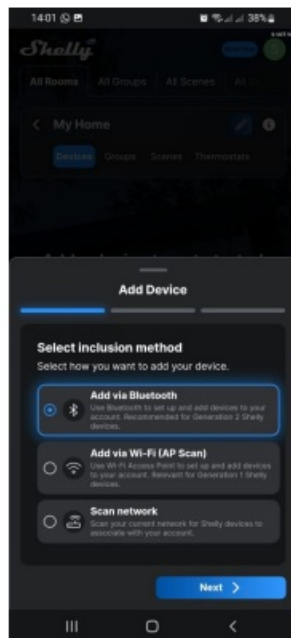 14:01
38%
Shelly
All Rooms All Groups All Scenes
My Home
Devices Groups Scenes Thermostats
Add Device
Select inclusion method
Select how you want to add your device.
Add via Bluetooth
Use Bluetooth to set up and add devices to your
account. Recommended for Generation 2 Shelly
devices.
Add via Wi-Fi (AP Scan)
Use Wi-Fi Access Point to set up and add devices
to your account. Relevant for Generation 1 Shelly
devices.
Scan network
Scan your current network for Shelly devices to
associate with your account.
Next